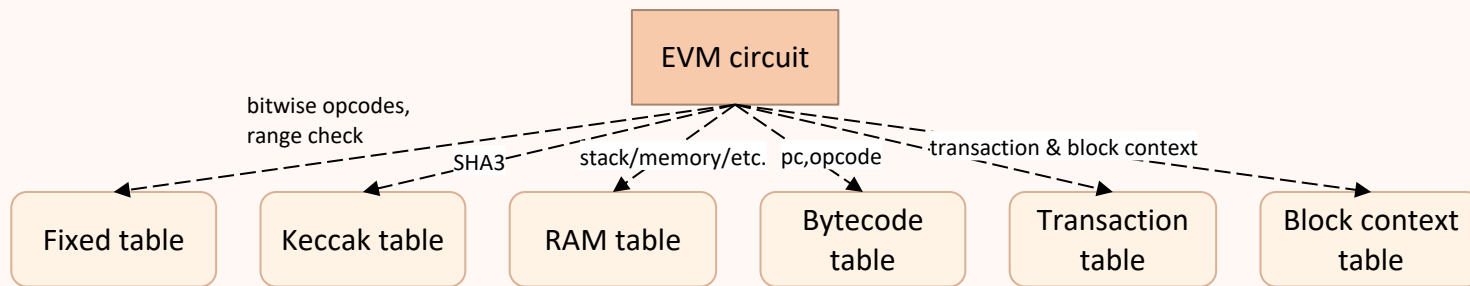 EVM circuit
bitwise opcodes,
range check
SHA3
stack/memory/etc.
pc,opcode
transaction & block context
Fixed table
Keccak table
RAM table
Bytecode
table
Transaction
table
Block context
table